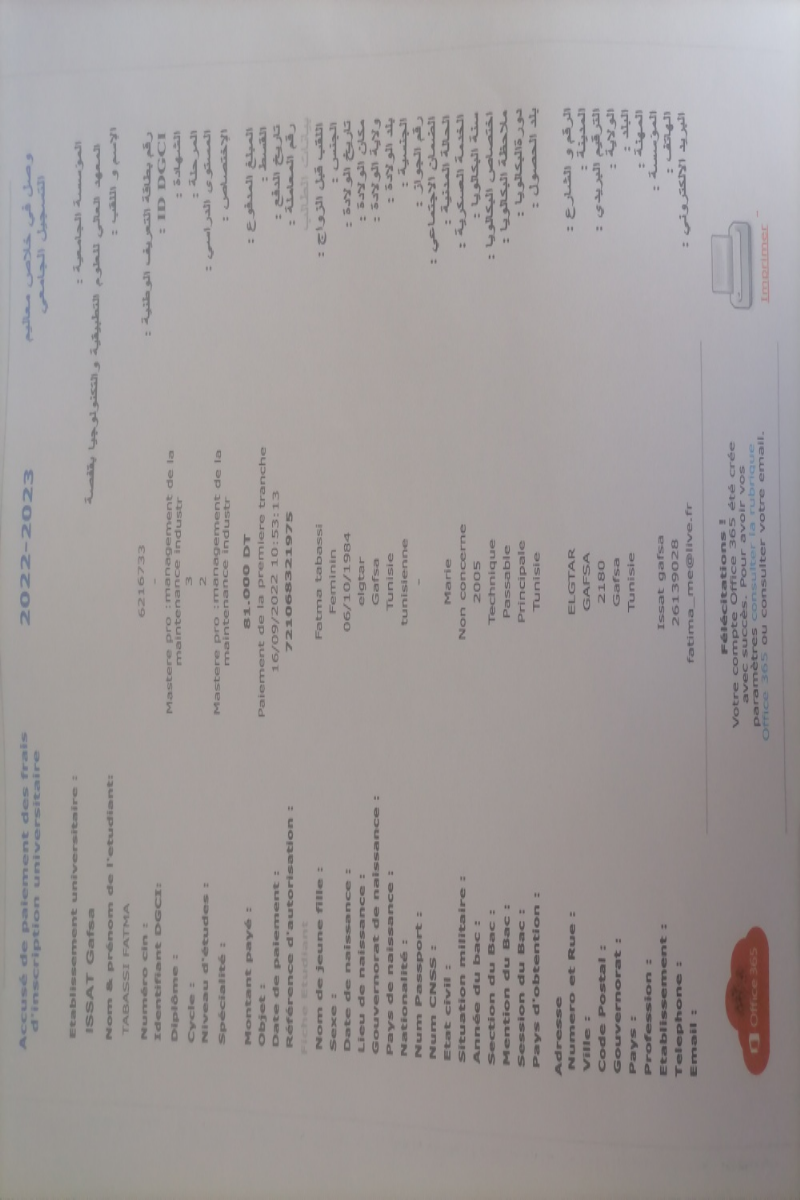 Accusé de paiement des frais d'inscription universitaire
2022-2023
وصل في خلاص معاليم التسجيل الجامعي
Etablissement universitaire :
المؤسسة الجامعية :
ISSAT Gafsa
المعهد العالي للعلوم التطبيقية والتكنولوجيا بقفصة
Nom & prénom de l'etudiant:
الإسم و اللقب :
TABASSI FATMA
Numéro cin : 6216733 رقم بطاقة التعريف الوطنية :
Identifiant DGCI: - ID DGCI :
Diplôme : Mastere pro :management de la maintenance industr الشهادة :
Cycle : 3 المرحلة :
Niveau d'études : 2 المستوى الدراسي :
Spécialité : Mastere pro :management de la maintenance industr الإختصاص :
Montant payé : 81.000 DT المبلغ المدفوع :
Objet : Paiement de la premiere tranche القسط :
Date de paiement : 16/09/2022 10:53:13 تاريخ الدفع :
Référence d'autorisation : 721068321975 رقم المعاملة :
Fiche Etudiant بيانات الطالب
Nom de jeune fille : Fatma tabassi اللقب قبل الزواج :
Sexe : Feminin الجنس :
Date de naissance : 06/10/1984 تاريخ الولادة :
Lieu de naissance : elgtar مكان الولادة :
Gouvernorat de naissance : Gafsa ولاية الولادة :
Pays de naissance : Tunisie بلد الولادة :
Nationalité : tunisienne الجنسية :
Num Passport : - رقم الجواز :
Num CNSS : الضمان الاجتماعي :
Etat civil : Marie الحالة المدنية :
Situation militaire : Non concerne الخدمة العسكرية :
Année du bac : 2005 سنة البكالوريا :
Section du Bac : Technique اختصاص البكالوريا :
Mention du Bac : Passable ملاحظة البكالوريا :
Session du Bac : Principale دورة البكالوريا :
Pays d'obtention : Tunisie بلد الحصول :
Adresse
Numero et Rue : ELGTAR الرقم و الشارع :
Ville : GAFSA المدينة :
Code Postal : 2180 الترقيم البريدي :
Gouvernorat : Gafsa الولاية :
Pays : Tunisie البلد :
Profession : المهنة :
Etablissement : Issat gafsa المؤسسة :
Telephone : 26139028 الهاتف :
Email : fatima_me@live.fr البريد الالكتروني :
Office 365
Félécitations !
Votre compte Office 365 été crée
avec succès. Pour avoir vos
paramètres consulter la rubrique
Office 365 ou consulter votre email.
Imprimer